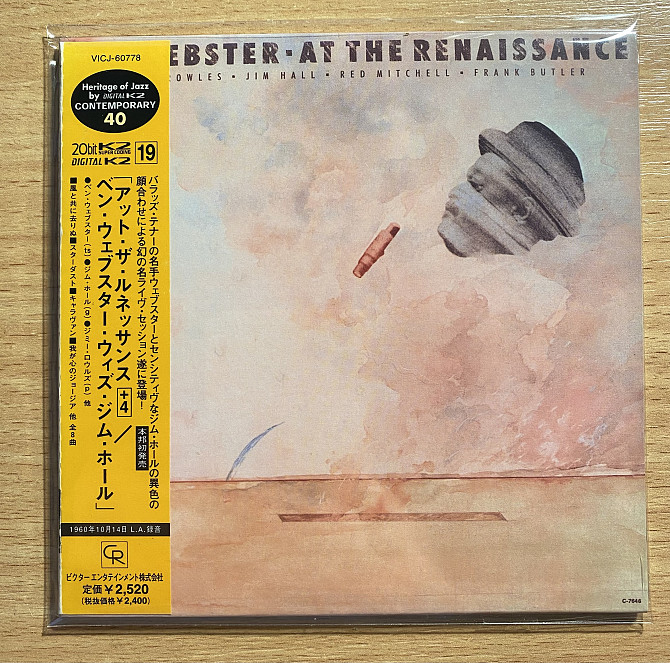 VICJ-60778
Heritage of Jazz
by DIGITAL K2
CONTEMPORARY
40
20bit K2 SUPER CODING
DIGITAL K2
19
バラッズ・テナーの名手ウェブスターとセンシティヴなジム・ホールの異色の
顔合わせによる幻の名ライヴ・セッション遂に登場!
本邦初発売
「アット・ザ・ルネッサンス+4/
ベン・ウェブスター・ウィズ・ジム・ホール」
●ベン・ウェブスター(ts)●ジム・ホール(g)●ジミー・ロウルズ(p) 他
■風と共に去りぬ■スターダスト■キャラヴァン■我が心のジョージア 他 全8曲
1960年10月14日 L.A.録音
CR
ビクター エンタテインメント株式会社
定価¥2,520
(税抜価格¥2,400)
EBSTER·AT THE RENAISSANCE
OWLES • JIM HALL • RED MITCHELL • FRANK BUTLER
C-7646